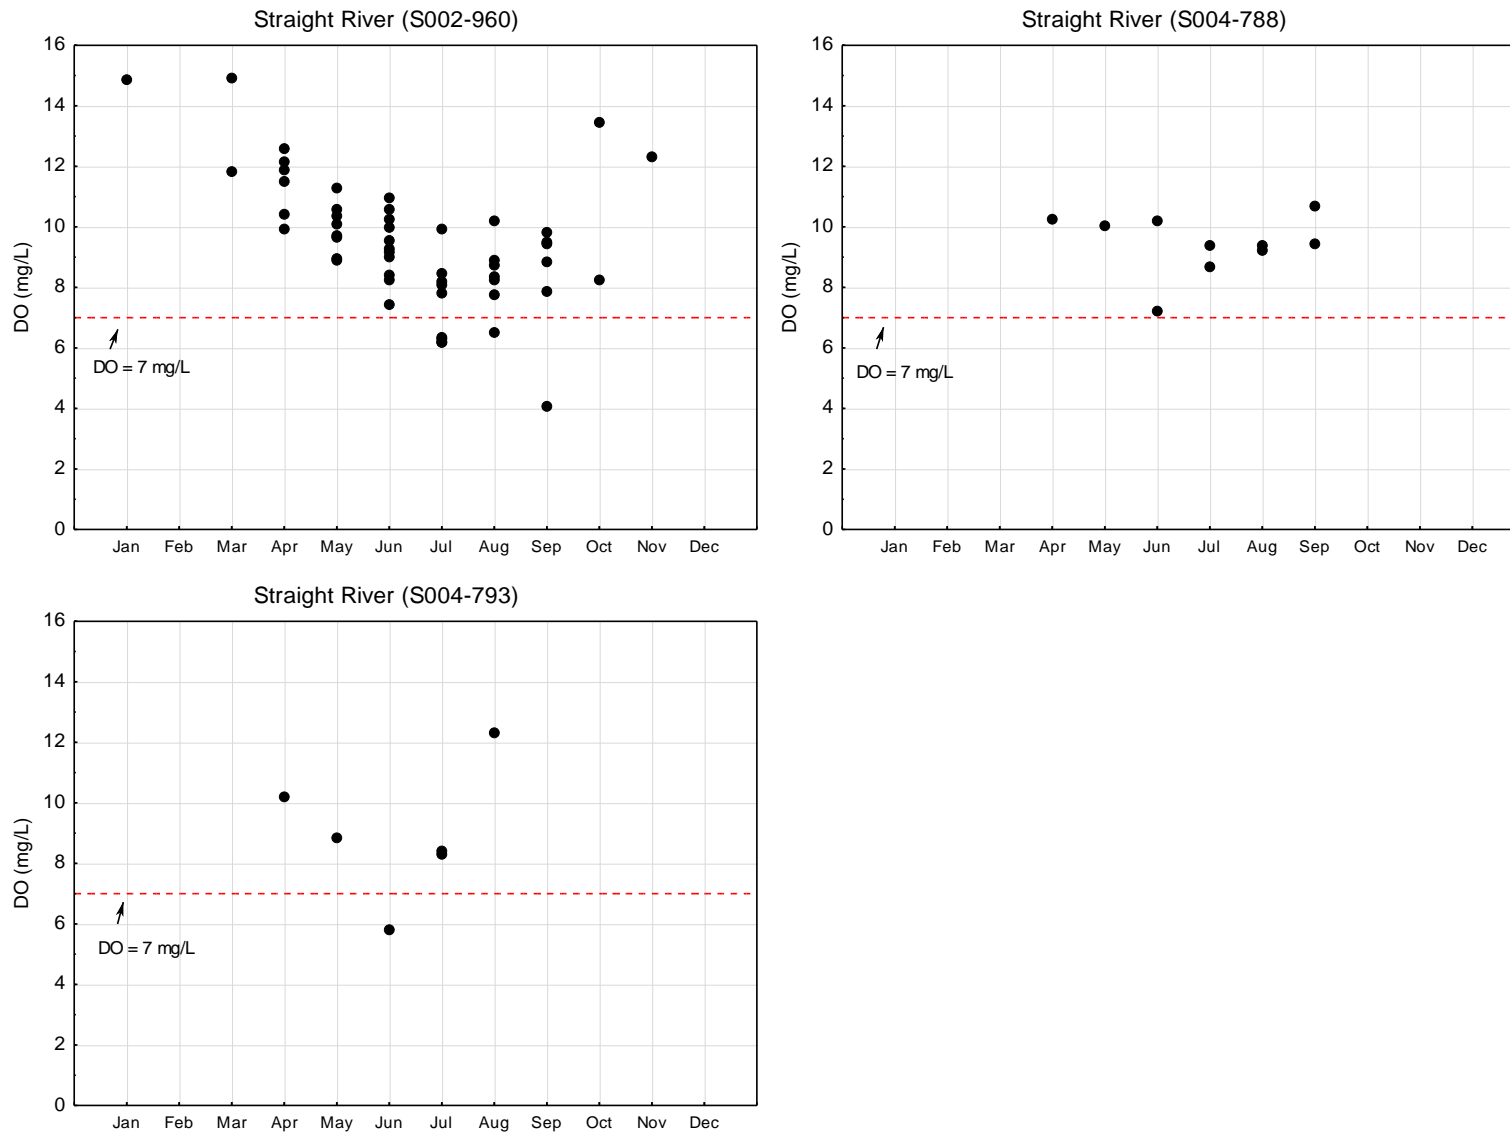 Straight River (S002-960)
16
14
12
10
8
6
4
2
0
DO (mg/L)
DO = 7 mg/L
Jan Feb Mar Apr May Jun Jul Aug Sep Oct Nov Dec
Straight River (S004-788)
16
14
12
10
8
6
4
2
0
DO (mg/L)
DO = 7 mg/L
Jan Feb Mar Apr May Jun Jul Aug Sep Oct Nov Dec
Straight River (S004-793)
16
14
12
10
8
6
4
2
0
DO (mg/L)
DO = 7 mg/L
Jan Feb Mar Apr May Jun Jul Aug Sep Oct Nov Dec